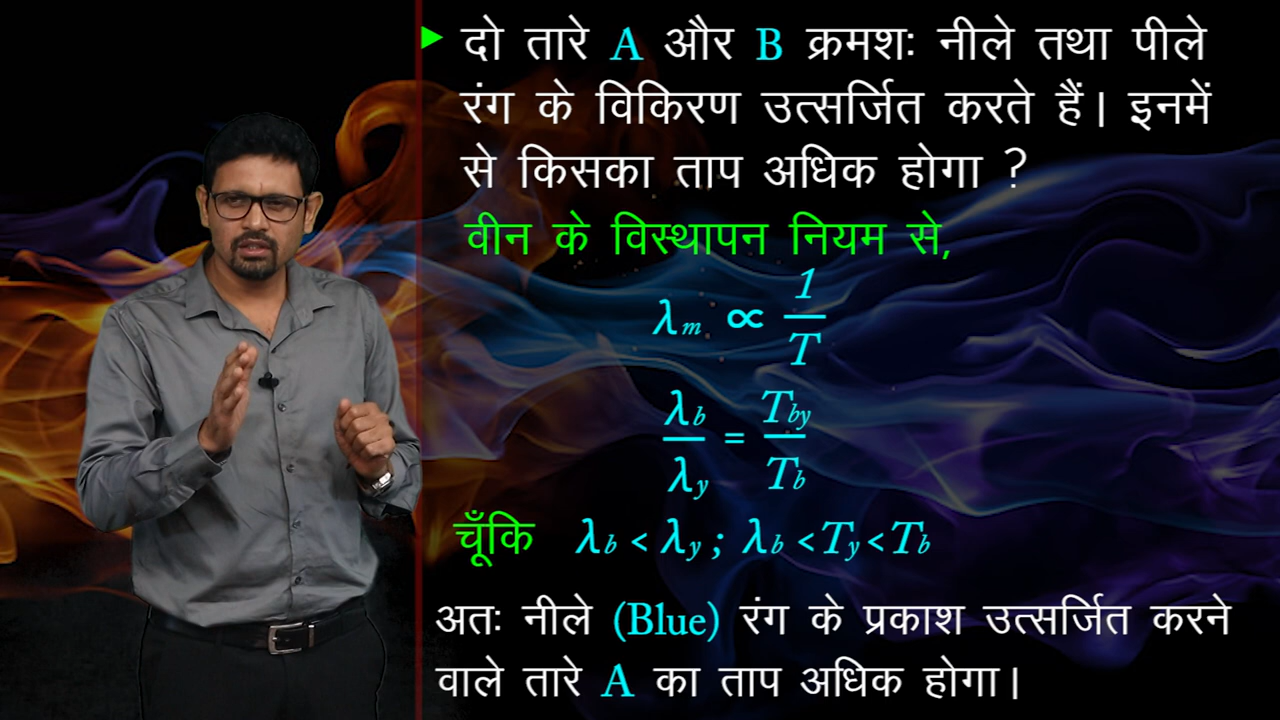 दो तारे A और B क्रमशः नीले तथा पीले
रंग के विकिरण उत्सर्जित करते हैं। इनमें
से किसका ताप अधिक होगा ?
वीन के विस्थापन नियम से,
λm ∝ 1/T
λb/λy = Tby/Tb
चूँकि λb < λy ; λb <Ty<Tb
अतः नीले (Blue) रंग के प्रकाश उत्सर्जित करने
वाले तारे A का ताप अधिक होगा।